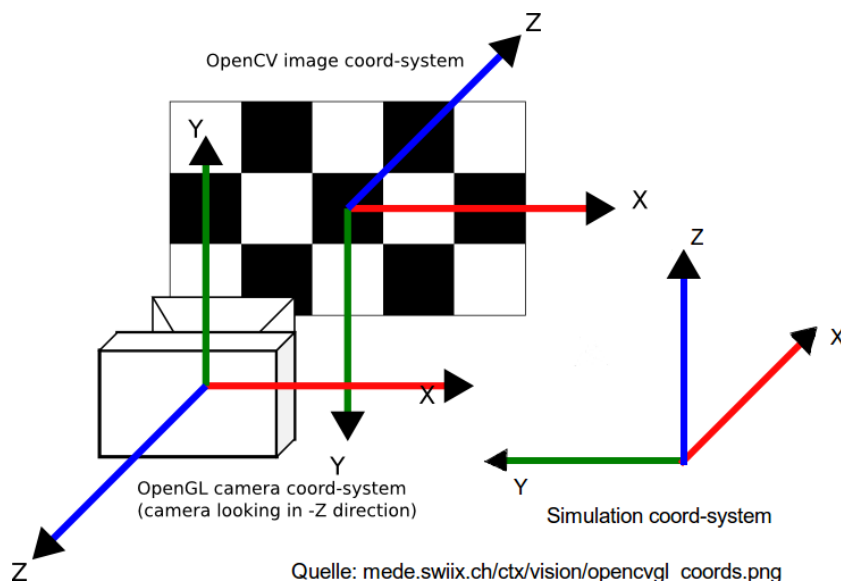 Z
OpenCV image coord-system
Y
X
Z
X
X
Y
Y
OpenGL camera coord-system
(camera looking in -Z direction)
Simulation coord-system
Z
Quelle: mede.swiix.ch/ctx/vision/opencvgl_coords.png